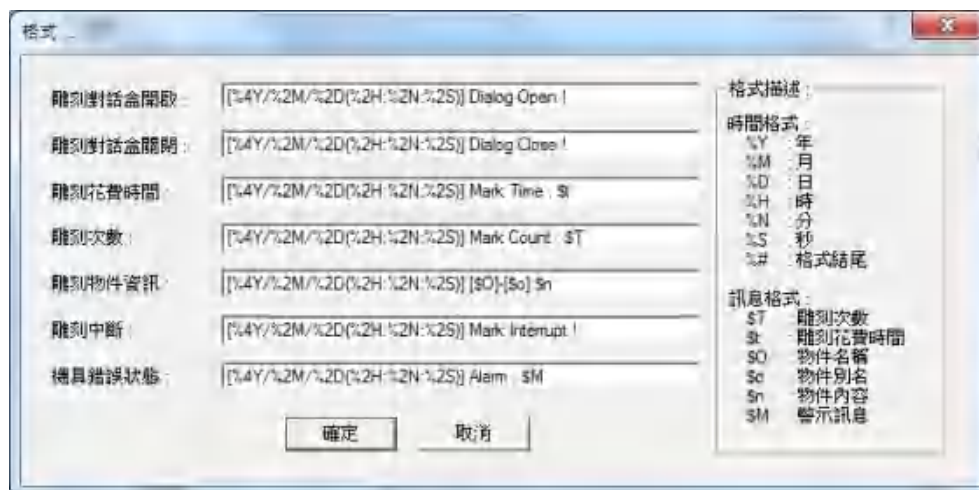 格式 ...
雕刻對話盒開啟 :
[%4Y/%2M/%2D(%2H:%2N:%2S)] Dialog Open !
雕刻對話盒關閉 :
[%4Y/%2M/%2D(%2H:%2N:%2S)] Dialog Close !
雕刻花費時間 :
[%4Y/%2M/%2D(%2H:%2N:%2S)] Mark Time : $t
雕刻次數 :
[%4Y/%2M/%2D(%2H:%2N:%2S)] Mark Count : $T
雕刻物件資訊 :
[%4Y/%2M/%2D(%2H:%2N:%2S)] [$O]-[$o] $n
雕刻中斷 :
[%4Y/%2M/%2D(%2H:%2N:%2S)] Mark Interrupt !
機具錯誤狀態 :
[%4Y/%2M/%2D(%2H:%2N:%2S)] Alarm : $M
確定
取消
格式描述 :
時間格式 :
%Y : 年
%M : 月
%D : 日
%H : 時
%N : 分
%S : 秒
%# : 格式結尾
訊息格式 :
$T : 雕刻次數
$t : 雕刻花費時間
$O : 物件名稱
$o : 物件別名
$n : 物件內容
$M : 警示訊息